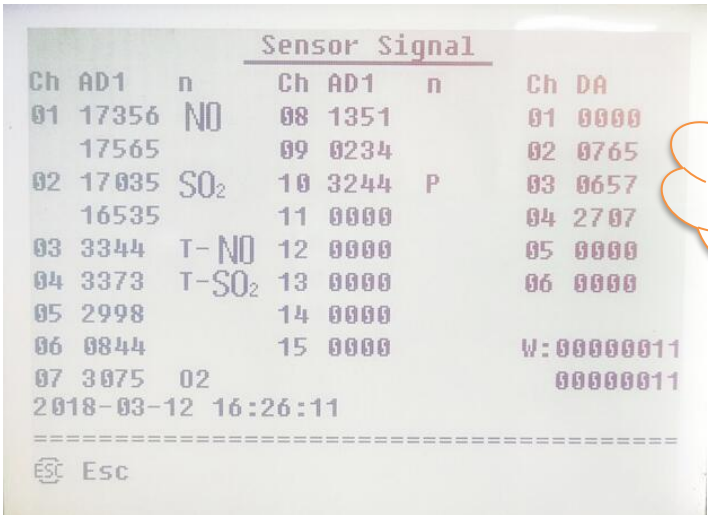 Sensor Signal
Ch AD1 n Ch AD1 n Ch DA
01 17356 NO 08 1351 01 0000
17565 09 0234 02 0765
02 17035 SO₂ 10 3244 P 03 0657
16535 11 0000 04 2707
03 3344 T-NO 12 0000 05 0000
04 3373 T-SO₂ 13 0000 06 0000
05 2998 14 0000
06 0844 15 0000 W:00000011
07 3075 O2 00000011
2018-03-12 16:26:11
ESC Esc